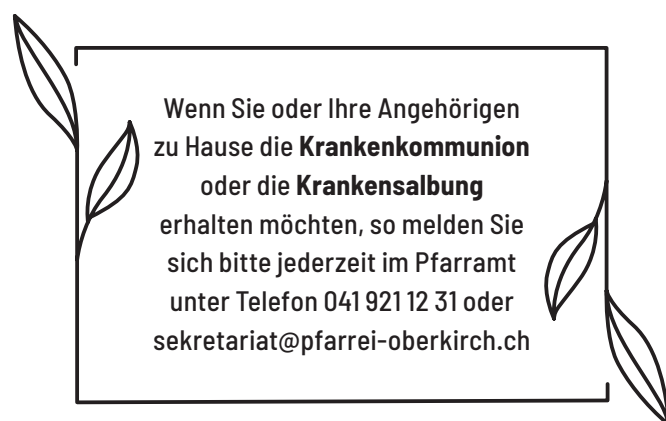 Wenn Sie oder Ihre Angehörigen
zu Hause die Krankenkommunion
oder die Krankensalbung
erhalten möchten, so melden Sie
sich bitte jederzeit im Pfarramt
unter Telefon 041 921 12 31 oder
sekretariat@pfarrei-oberkirch.ch